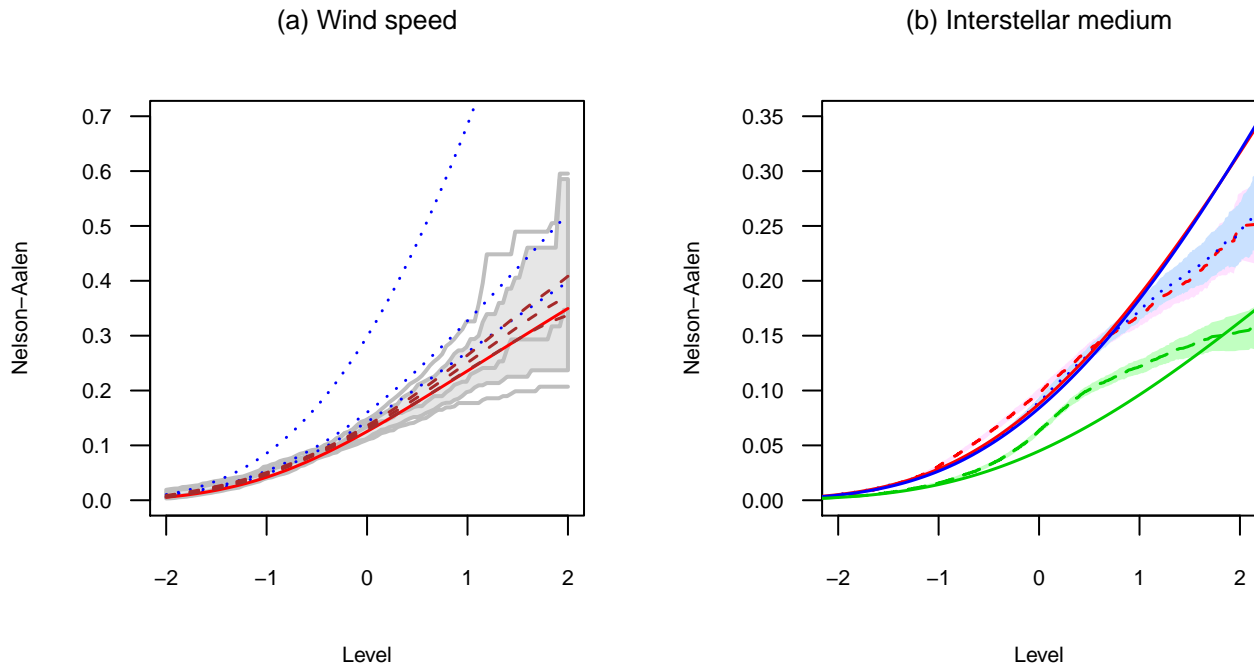 (a) Wind speed
0.7
0.6
0.5
0.4
0.3
0.2
0.1
0.0
Nelson−Aalen
−2 −1 0 1 2
Level
(b) Interstellar medium
0.35
0.30
0.25
0.20
0.15
0.10
0.05
0.00
Nelson−Aalen
−2 −1 0 1 2
Level